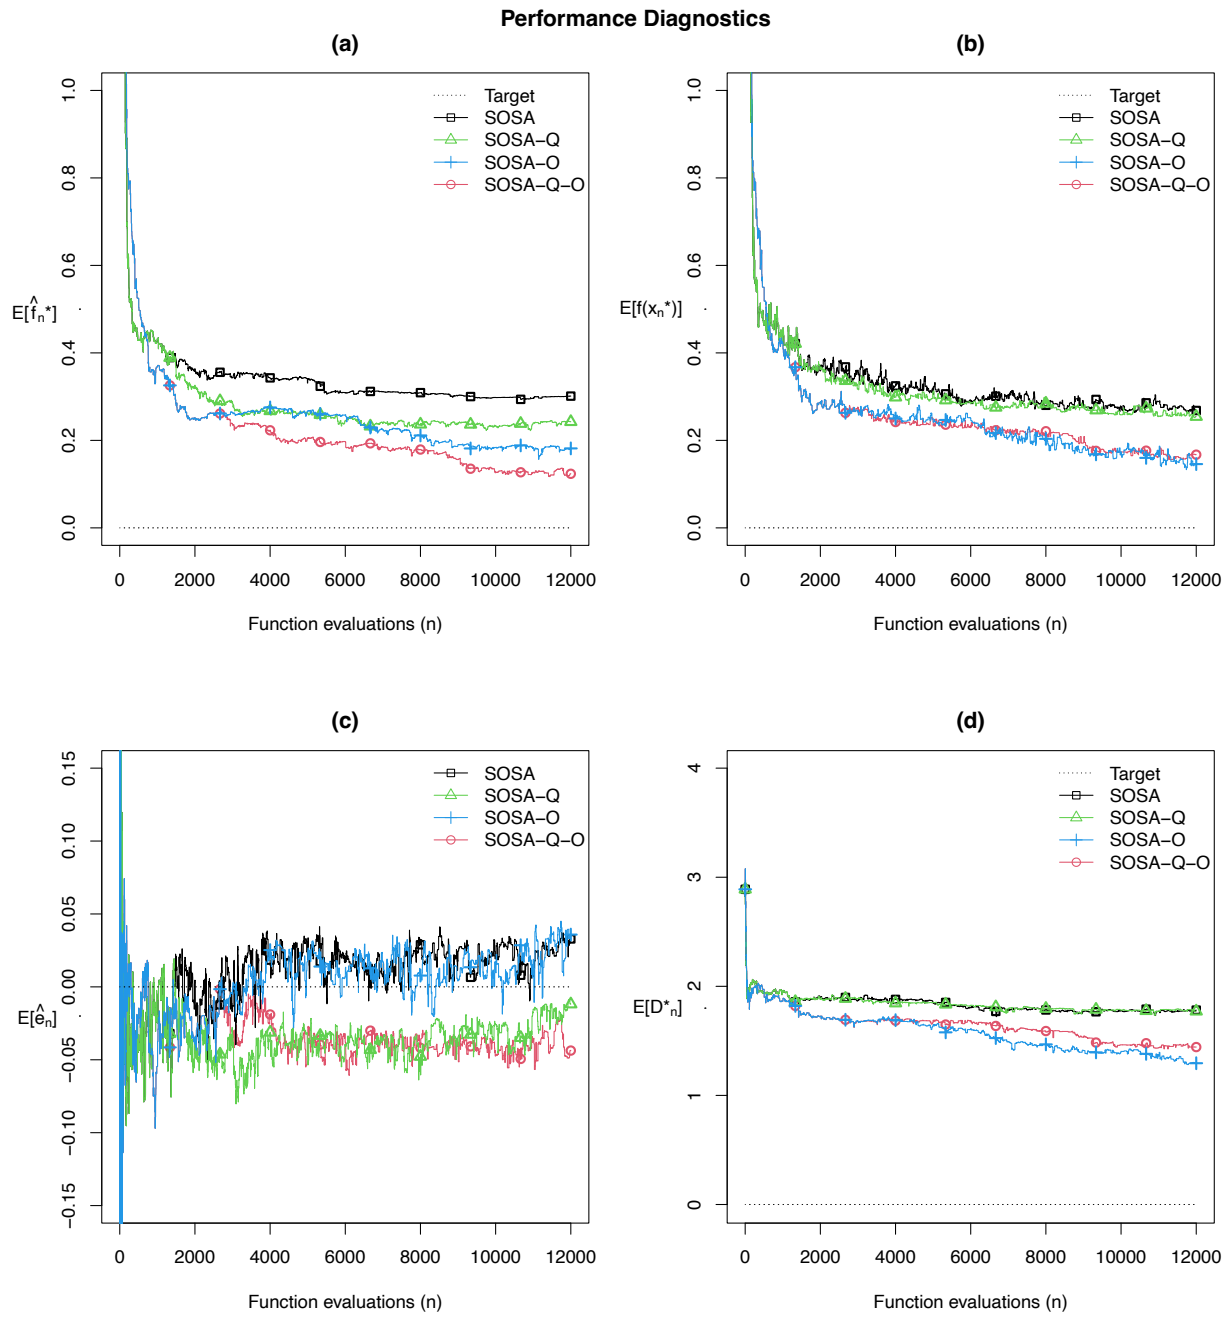 Performance Diagnostics
(a)
Target
SOSA
SOSA−Q
SOSA−O
SOSA−Q−O
1.0
0.8
0.6
0.4
0.2
0.0
E[f̂n*]
0 2000 4000 6000 8000 10000 12000
Function evaluations (n)
(b)
Target
SOSA
SOSA−Q
SOSA−O
SOSA−Q−O
1.0
0.8
0.6
0.4
0.2
0.0
E[f(xn*)]
0 2000 4000 6000 8000 10000 12000
Function evaluations (n)
(c)
SOSA
SOSA−Q
SOSA−O
SOSA−Q−O
0.15
0.10
0.05
0.00
−0.05
−0.10
−0.15
E[ên]
0 2000 4000 6000 8000 10000 12000
Function evaluations (n)
(d)
Target
SOSA
SOSA−Q
SOSA−O
SOSA−Q−O
4
3
2
1
0
E[D*n]
0 2000 4000 6000 8000 10000 12000
Function evaluations (n)